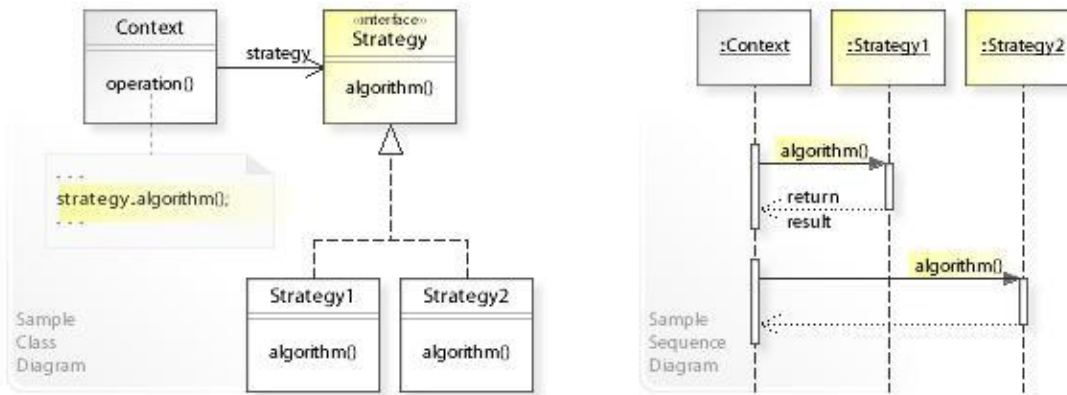 Context
operation()
strategy
«interface»
Strategy
algorithm()
. . .
strategy.algorithm();
. . .
Strategy1
algorithm()
Strategy2
algorithm()
Sample
Class
Diagram
:Context
:Strategy1
:Strategy2
algorithm()
return
result
algorithm()
Sample
Sequence
Diagram